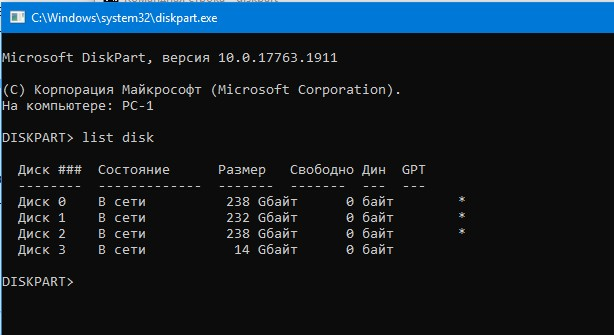 C:\Windows\system32\diskpart.exe
Microsoft DiskPart, версия 10.0.17763.1911
(C) Корпорация Майкрософт (Microsoft Corporation).
На компьютере: PC-1
DISKPART> list disk
Диск ###  Состояние      Размер   Свободно Дин  GPT
--------  -------------  -------  -------  ---  ---
Диск 0    В сети          238 Gбайт      0 байт        *
Диск 1    В сети          232 Gбайт      0 байт        *
Диск 2    В сети          238 Gбайт      0 байт        *
Диск 3    В сети           14 Gбайт      0 байт
DISKPART>